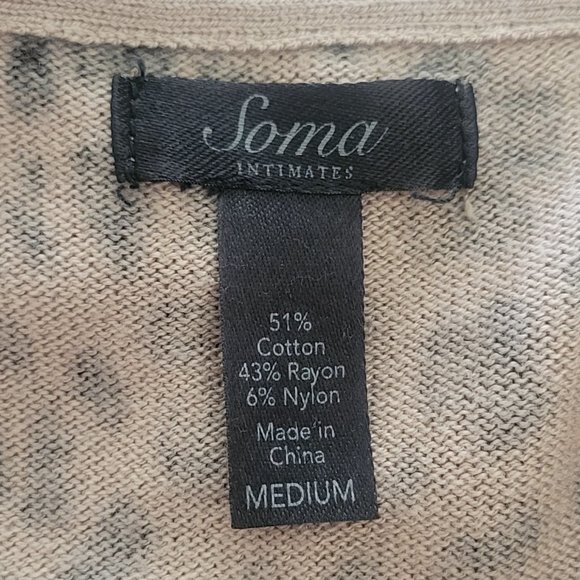 Soma
INTIMATES
51%
Cotton
43% Rayon
6% Nylon
Made in
China
MEDIUM